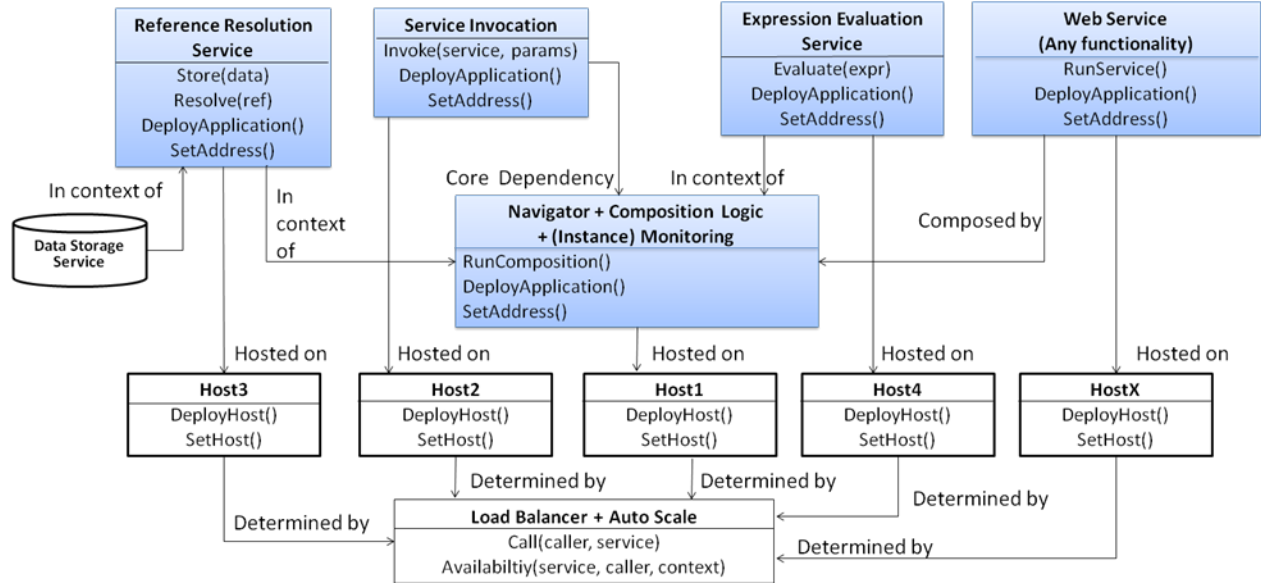 Reference Resolution
Service
Store(data)
Resolve(ref)
DeployApplication()
SetAddress()
Service Invocation
Invoke(service, params)
DeployApplication()
SetAddress()
Expression Evaluation
Service
Evaluate(expr)
DeployApplication()
SetAddress()
Web Service
(Any functionality)
RunService()
DeployApplication()
SetAddress()
In context of
Data Storage
Service
In
context
of
Core Dependency
In context of
Composed by
Navigator + Composition Logic
+ (Instance) Monitoring
RunComposition()
DeployApplication()
SetAddress()
Hosted on
Hosted on
Hosted on
Hosted on
Hosted on
Host3
DeployHost()
SetHost()
Host2
DeployHost()
SetHost()
Host1
DeployHost()
SetHost()
Host4
DeployHost()
SetHost()
HostX
DeployHost()
SetHost()
Determined by
Determined by
Determined by
Determined by
Determined by
Load Balancer + Auto Scale
Call(caller, service)
Availabiltiy(service, caller, context)